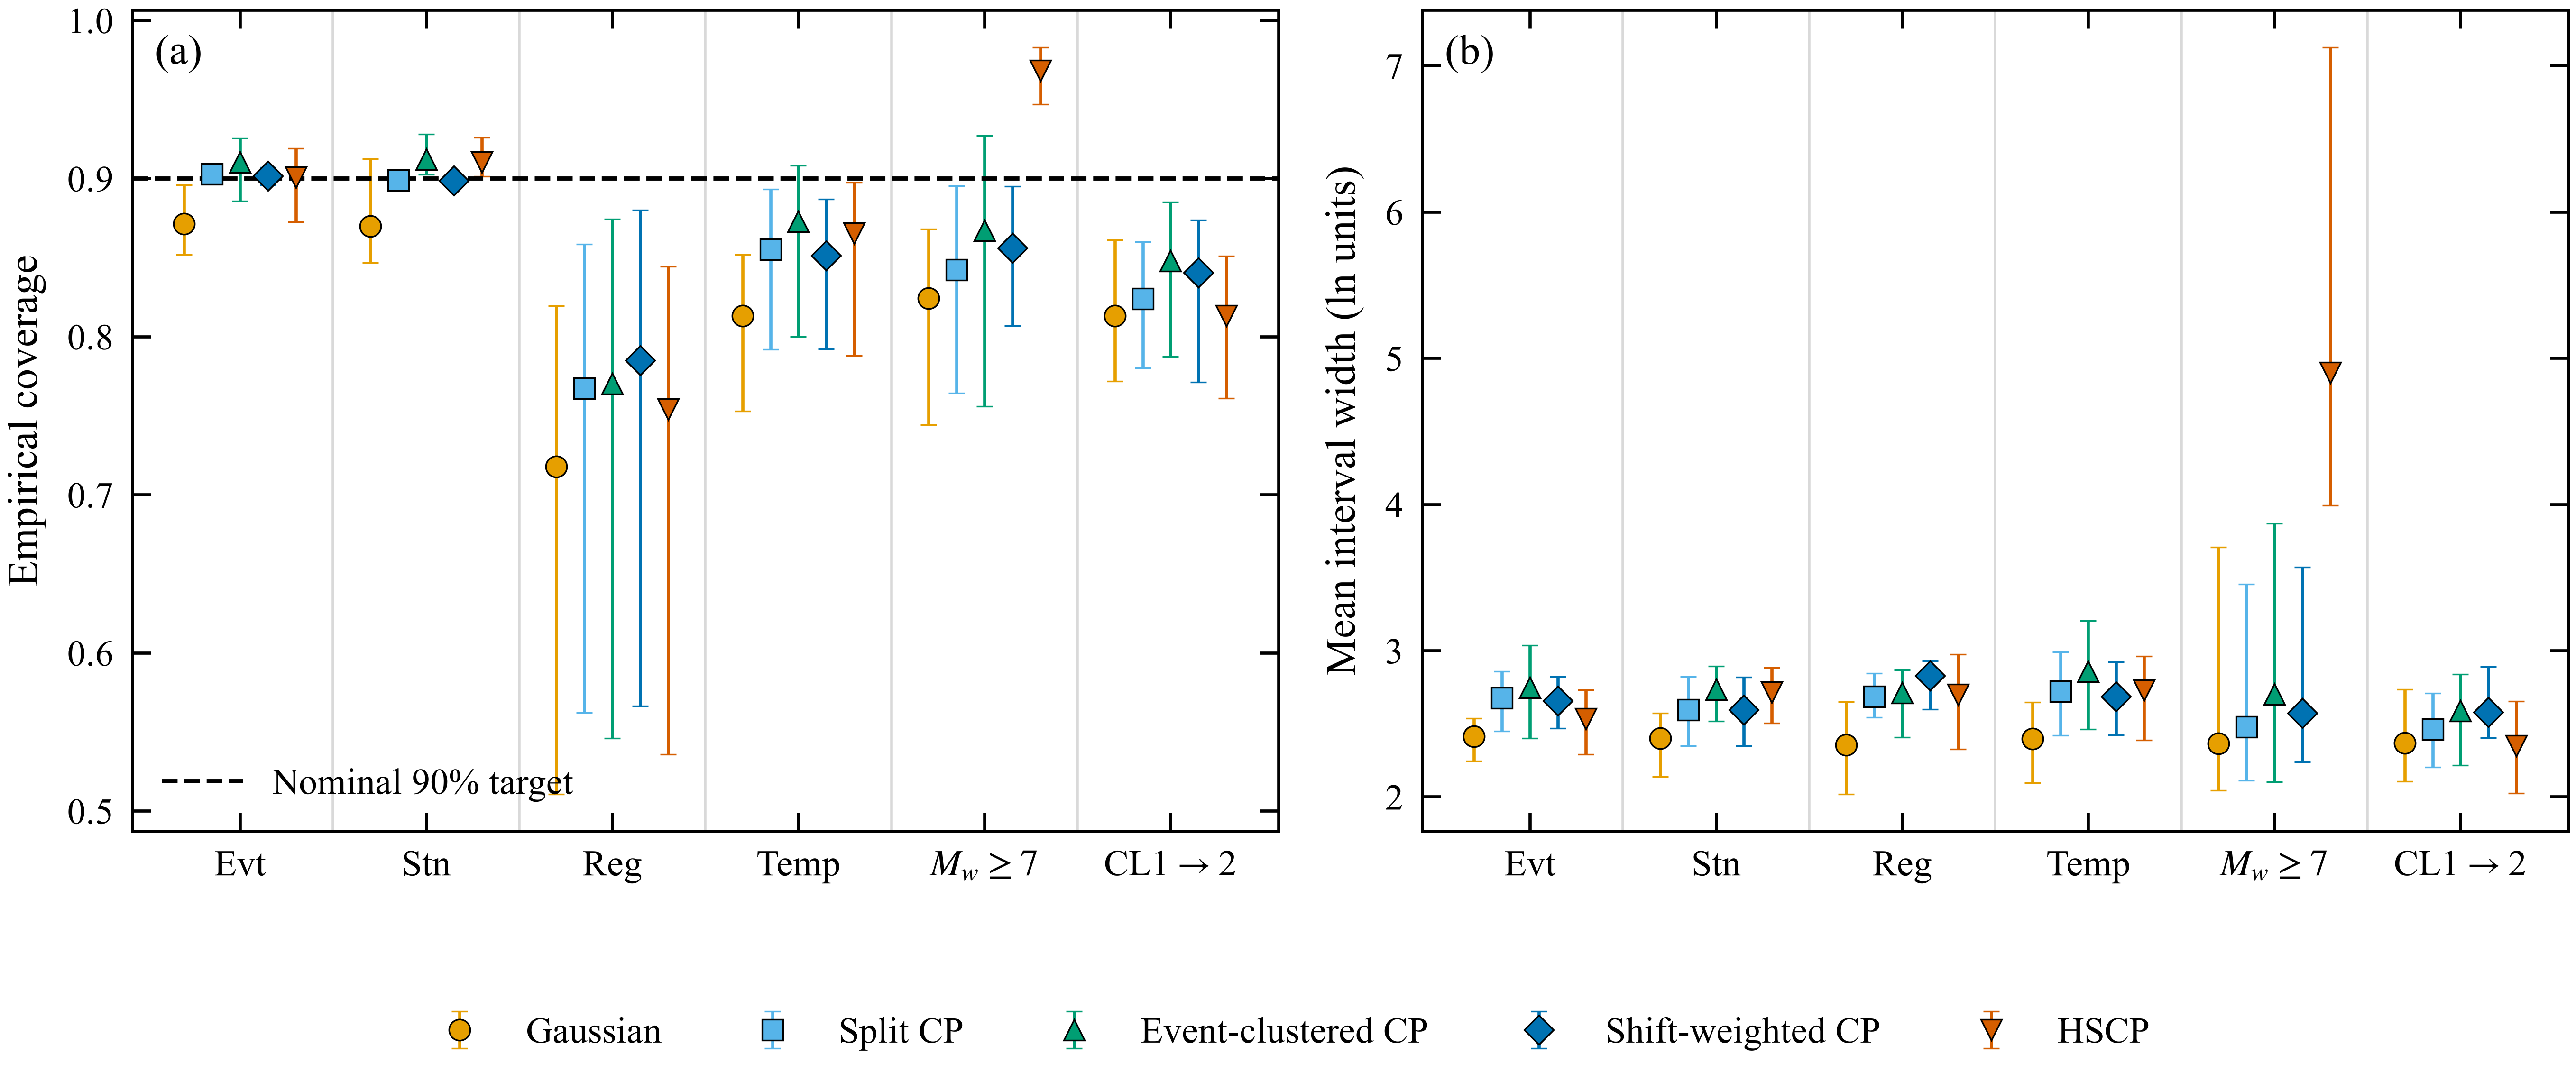 (a)
Empirical coverage
1.0
0.9
0.8
0.7
0.6
0.5
Nominal 90% target
Evt Stn Reg Temp M_w ≥ 7 CL1 → 2
(b)
Mean interval width (ln units)
7
6
5
4
3
2
Evt Stn Reg Temp M_w ≥ 7 CL1 → 2
Gaussian Split CP Event-clustered CP Shift-weighted CP HSCP